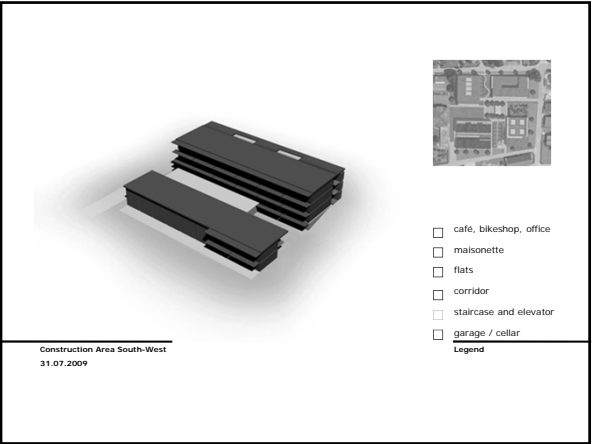 café, bikeshop, office
maisonette
flats
corridor
staircase and elevator
garage / cellar
Construction Area South-West
31.07.2009
Legend